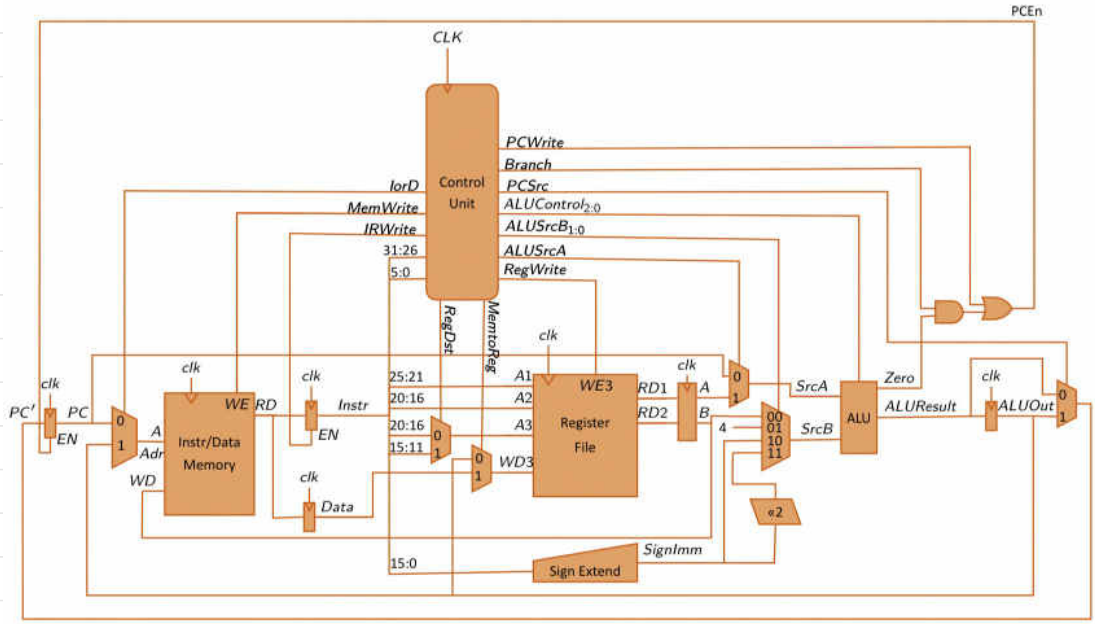 PCEn
CLK
Control
Unit
PCWrite
Branch
PCSrc
ALUControl2:0
ALUSrcB1:0
ALUSrcA
RegWrite
IorD
MemWrite
IRWrite
31:26
5:0
RegDst
MemtoReg
clk
PC′
EN
PC
0
1
A
Adr
WD
clk
WE
RD
Instr/Data
Memory
clk
EN
Instr
clk
Data
25:21
20:16
20:16
15:11
15:0
0
1
0
1
clk
A1
A2
A3
WD3
WE3
Register
File
RD1
RD2
clk
A
B
0
1
SrcA
4
00
01
10
11
SrcB
«2
SignImm
Sign Extend
ALU
Zero
ALUResult
clk
ALUOut
0
1